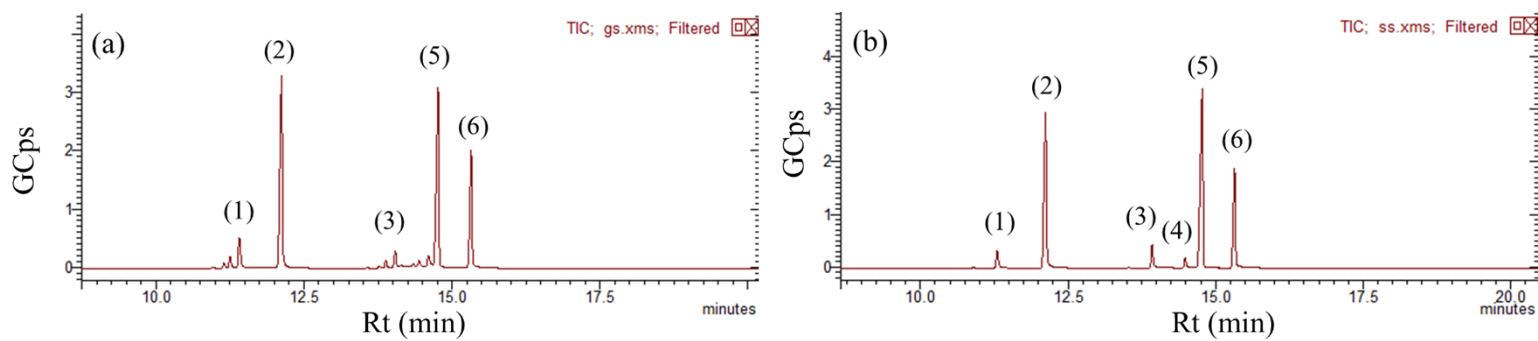 (a)
TIC; gs.xms; Filtered
(2)
(5)
(6)
(1)
(3)
GCps
3
2
1
0
10.0 12.5 15.0 17.5
minutes
Rt (min)
(b)
TIC; ss.xms; Filtered
(5)
(2)
(6)
(3)
(1)
(4)
GCps
4
3
2
1
0
10.0 12.5 15.0 17.5 20.0
minutes
Rt (min)